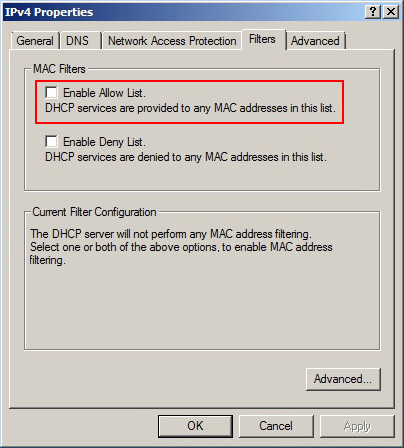 IPv4 Properties
General DNS Network Access Protection Filters Advanced
MAC Filters
Enable Allow List.
DHCP services are provided to any MAC addresses in this list.
Enable Deny List.
DHCP services are denied to any MAC addresses in this list.
Current Filter Configuration
The DHCP server will not perform any MAC address filtering.
Select one or both of the above options, to enable MAC address
filtering.
Advanced...
OK Cancel Apply